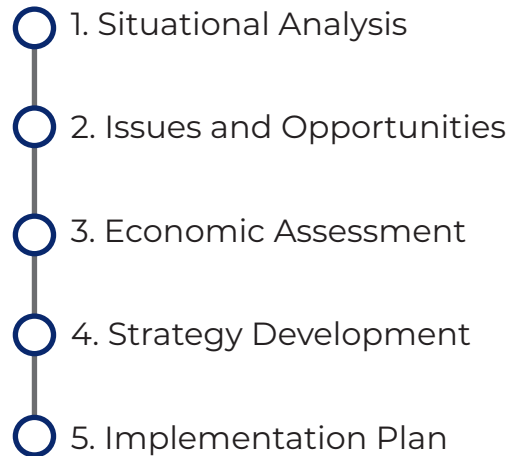 1. Situational Analysis
2. Issues and Opportunities
3. Economic Assessment
4. Strategy Development
5. Implementation Plan